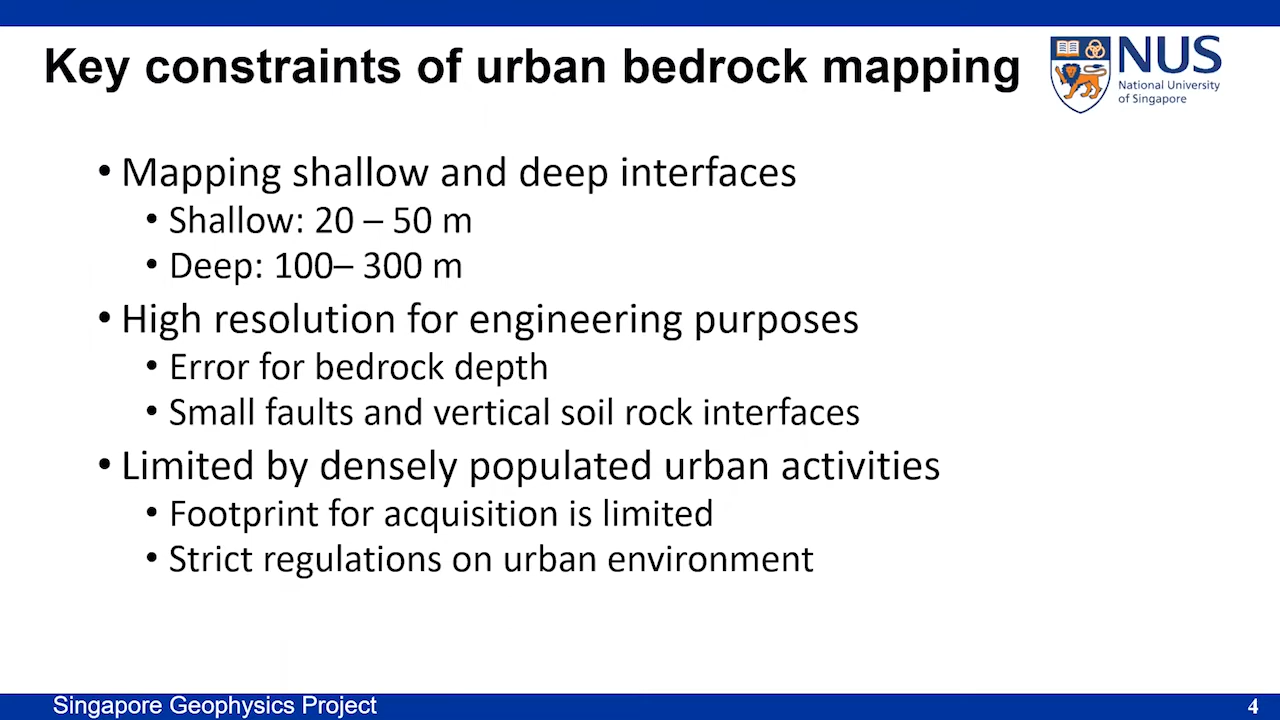 Key constraints of urban bedrock mapping
NUS
National University
of Singapore
• Mapping shallow and deep interfaces
• Shallow: 20 – 50 m
• Deep: 100– 300 m
• High resolution for engineering purposes
• Error for bedrock depth
• Small faults and vertical soil rock interfaces
• Limited by densely populated urban activities
• Footprint for acquisition is limited
• Strict regulations on urban environment
Singapore Geophysics Project
4